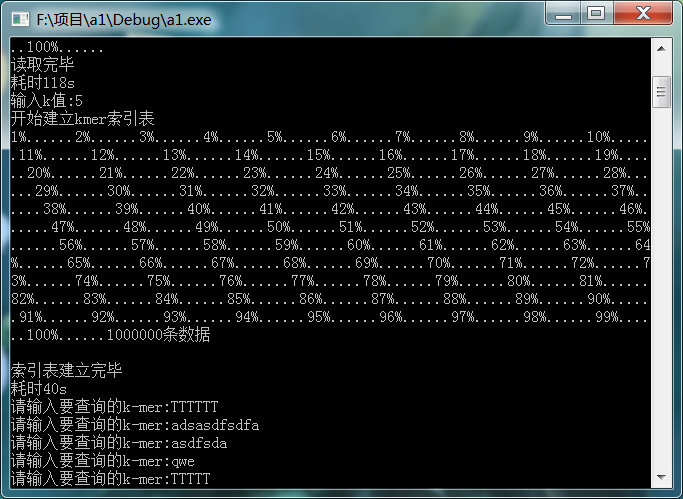 F:\项目\a1\Debug\a1.exe
..100%......
读取完毕
耗时118s
输入k值:5
开始建立kmer索引表
1%......2%......3%......4%......5%......6%......7%......8%......9%......10%.....
.11%......12%......13%......14%......15%......16%......17%......18%......19%....
..20%......21%......22%......23%......24%......25%......26%......27%......28%...
...29%......30%......31%......32%......33%......34%......35%......36%......37%..
....38%......39%......40%......41%......42%......43%......44%......45%......46%.
.....47%......48%......49%......50%......51%......52%......53%......54%......55%
......56%......57%......58%......59%......60%......61%......62%......63%......64
%......65%......66%......67%......68%......69%......70%......71%......72%......7
3%......74%......75%......76%......77%......78%......79%......80%......81%......
82%......83%......84%......85%......86%......87%......88%......89%......90%.....
.91%......92%......93%......94%......95%......96%......97%......98%......99%....
..100%......1000000条数据
索引表建立完毕
耗时40s
请输入要查询的k-mer:TTTTTT
请输入要查询的k-mer:adsasdfsdfa
请输入要查询的k-mer:asdfsda
请输入要查询的k-mer:qwe
请输入要查询的k-mer:TTTTT